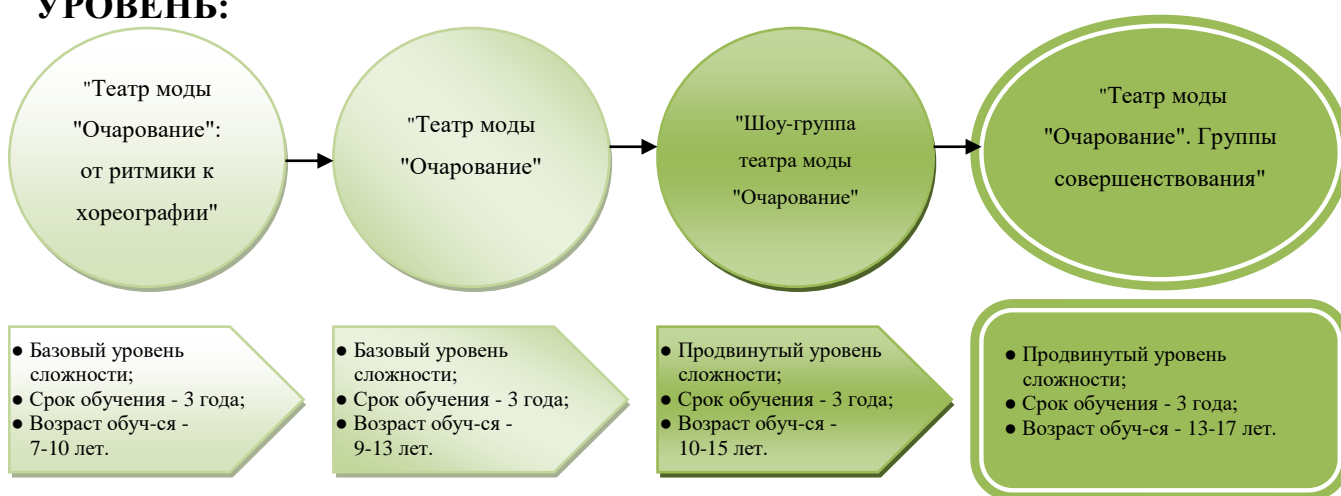 УРОВЕНЬ:
"Театр моды
"Очарование":
от ритмики к
хореографии"
"Театр моды
"Очарование"
"Шоу-группа
театра моды
"Очарование"
"Театр моды
"Очарование". Группы
совершенствования"
● Базовый уровень
сложности;
● Срок обучения - 3 года;
● Возраст обуч-ся -
7-10 лет.
● Базовый уровень
сложности;
● Срок обучения - 3 года;
● Возраст обуч-ся -
9-13 лет.
● Продвинутый уровень
сложности;
● Срок обучения - 3 года;
● Возраст обуч-ся -
10-15 лет.
● Продвинутый уровень
сложности;
● Срок обучения - 3 года;
● Возраст обуч-ся - 13-17 лет.